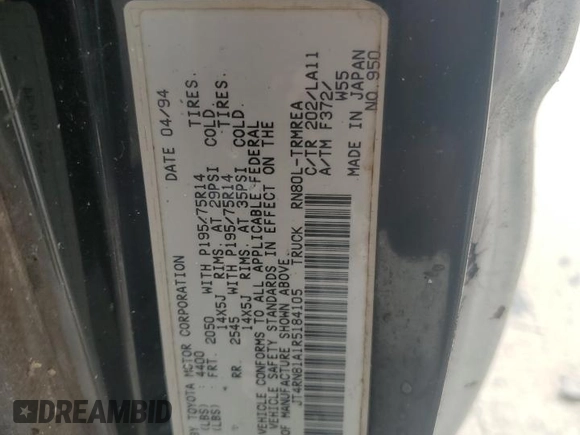 BY TOYOTA MOTOR CORPORATION DATE 04/94
(LBS) : 4400
FRT. 2050 WITH P195/75R14 TIRES.
14X5J RIMS. AT 29PSI COLD
(LBS) RR. 2545 WITH P195/75R14 TIRES.
14X5J RIMS. AT 35PSI COLD.
VEHICLE CONFORMS TO ALL APPLICABLE FEDERAL
VEHICLE SAFETY STANDARDS IN EFFECT ON THE
OF MANUFACTURE SHOWN ABOVE.
JT4RN81A1R5184105 TRUCK RN80L-TRMREA
C/TR 202/LA11
A/TM F372/ W55
MADE IN JAPAN
NO 950
DREAMBID